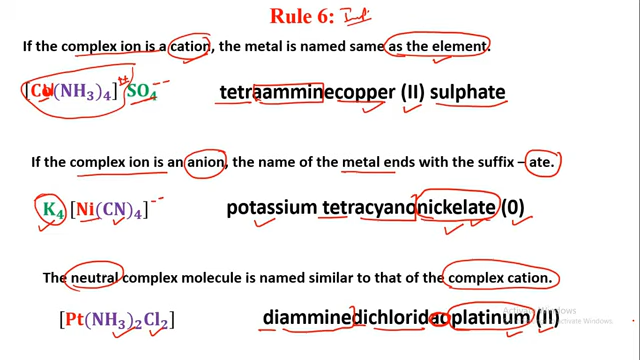 Rule 6: Imp
If the complex ion is a cation, the metal is named same as the element.
[Cu(NH₃)₄]⁺⁺ SO₄⁻⁻ tetraamminecopper (II) sulphate
If the complex ion is an anion, the name of the metal ends with the suffix – ate.
K₄ [Ni(CN)₄]⁻⁻ potassium tetracyanonickelate (0)
The neutral complex molecule is named similar to that of the complex cation.
Activate Windows
[Pt(NH₃)₂Cl₂] diamminedichloridoplatinum (II)